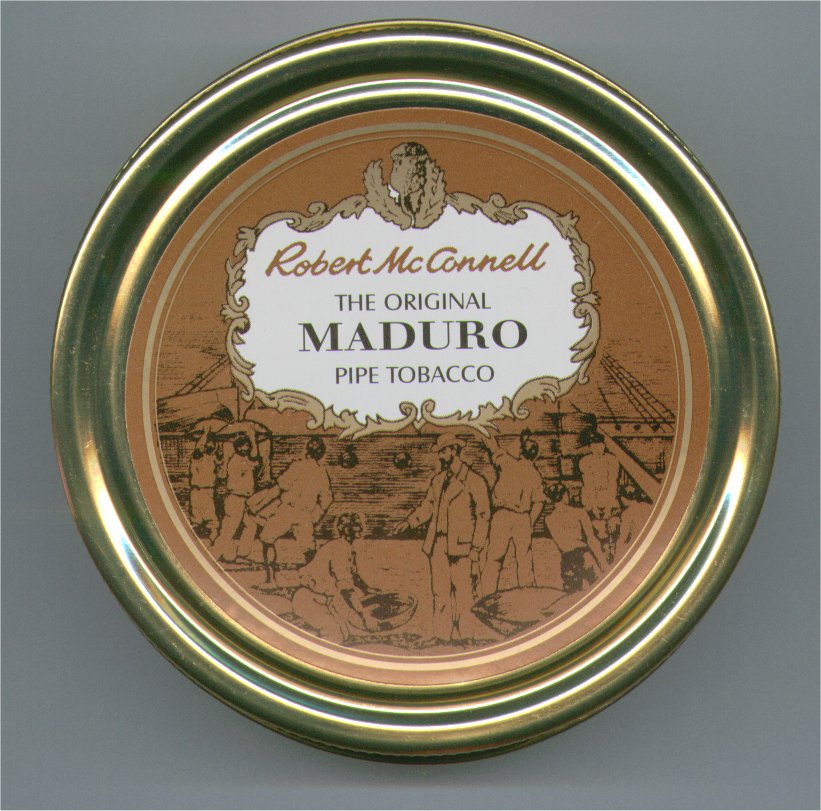 Robert McConnell
THE ORIGINAL
MADURO
PIPE TOBACCO